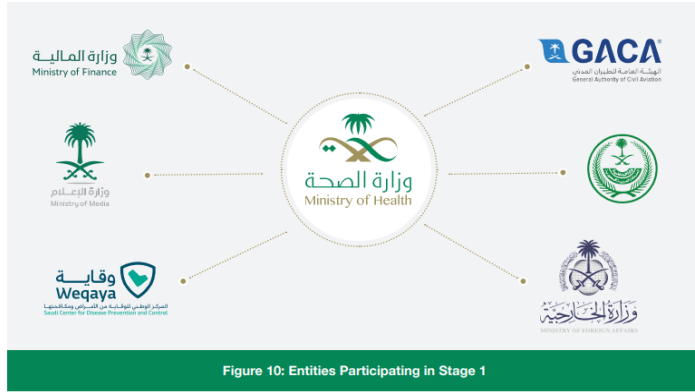 وزارة المالية
Ministry of Finance
GACA
الهيئة العامة للطيران المدني
General Authority of Civil Aviation
وزارة الإعلام
Ministry of Media
وزارة الصحة
Ministry of Health
وقاية
Weqaya
المركز الوطني للوقاية من الأمراض ومكافحتها
Saudi Center for Disease Prevention and Control
وزارة الخارجية
MINISTRY OF FOREIGN AFFAIRS
Figure 10: Entities Participating in Stage 1